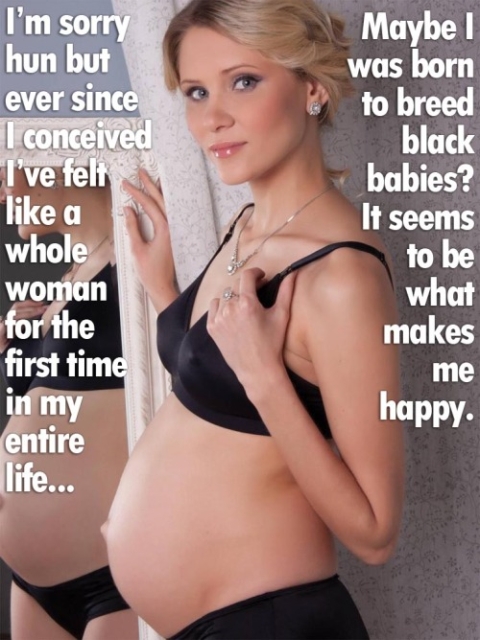 I'm sorry
hun but
ever since
I conceived
I've felt
like a
whole
woman
for the
first time
in my
entire
life...
Maybe I
was born
to breed
black
babies?
It seems
to be
what
makes
me
happy.